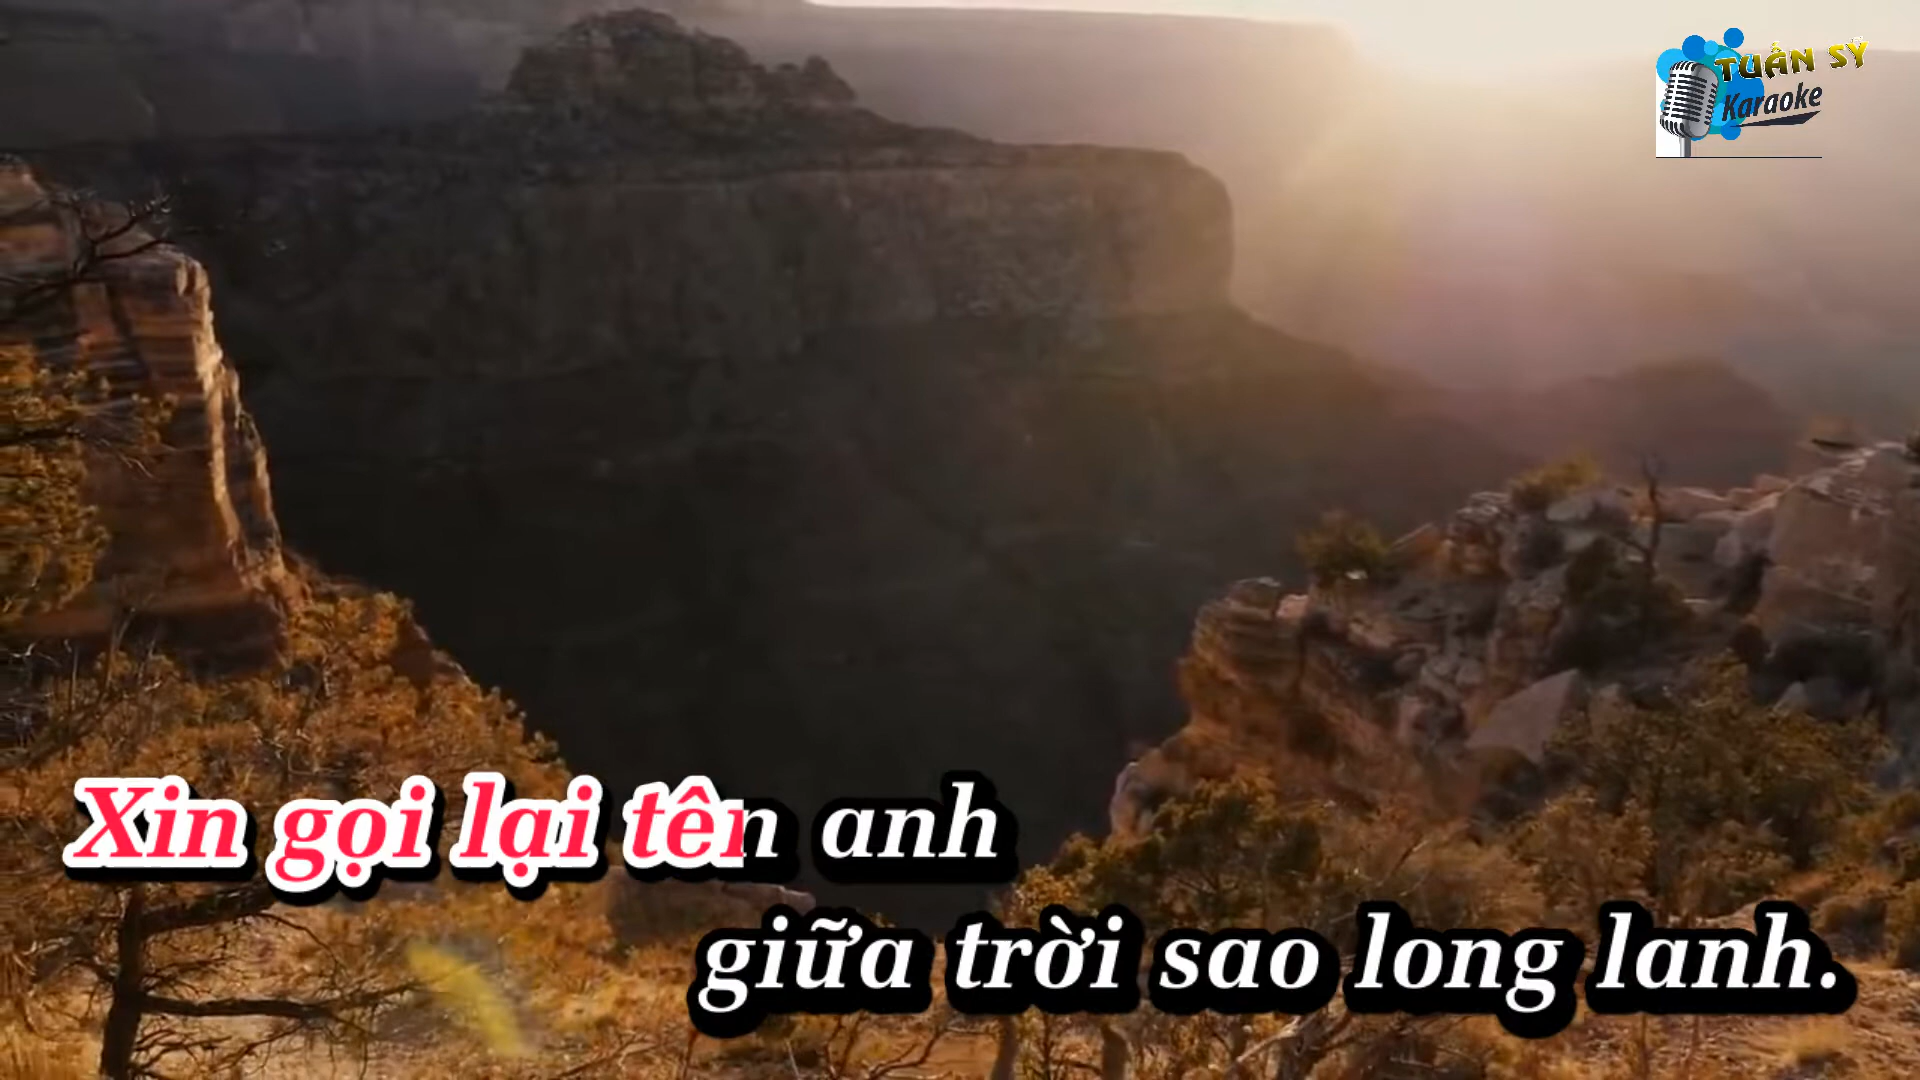 TUẤN SỸ
Karaoke
Xin gọi lại tên anh
giữa trời sao long lanh.